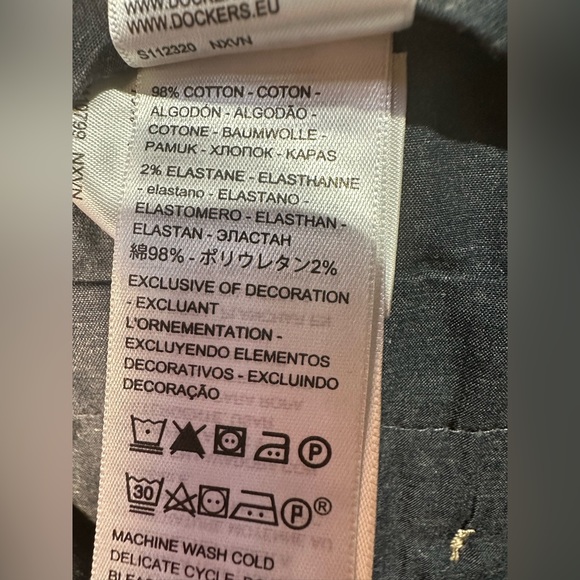 WWW.DOCKERS.EU
S112320 NXVN
98% COTTON - COTON -
ALGODÓN - ALGODÃO -
COTONE - BAUMWOLLE -
PAMUK - ХЛОПОК - KAPAS
2% ELASTANE - ELASTHANNE
- elastano - ELASTANO -
ELASTOMERO - ELASTHAN -
ELASTAN - ЭЛАСТАН
綿98% - ポリウレタン2%
EXCLUSIVE OF DECORATION
- EXCLUANT
L'ORNEMENTATION -
EXCLUYENDO ELEMENTOS
DECORATIVOS - EXCLUINDO
DECORAÇÃO
P
30 P®
MACHINE WASH COLD
DELICATE CYCLE
NXVN